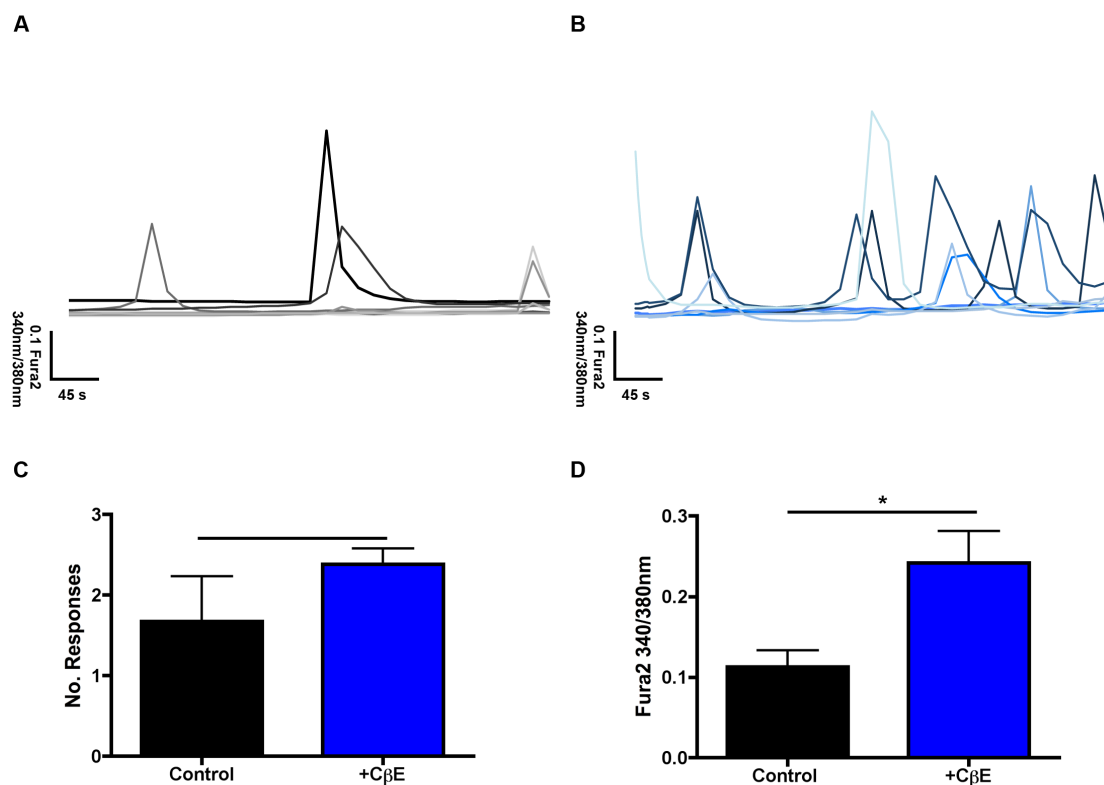 A
B
0.1 Fura2
340nm/380nm
45 s
0.1 Fura2
340nm/380nm
45 s
C
D
No. Responses
3
2
1
0
Control
+CβE
Fura2 340/380nm
0.3
0.2
0.1
0.0
*
Control
+CβE